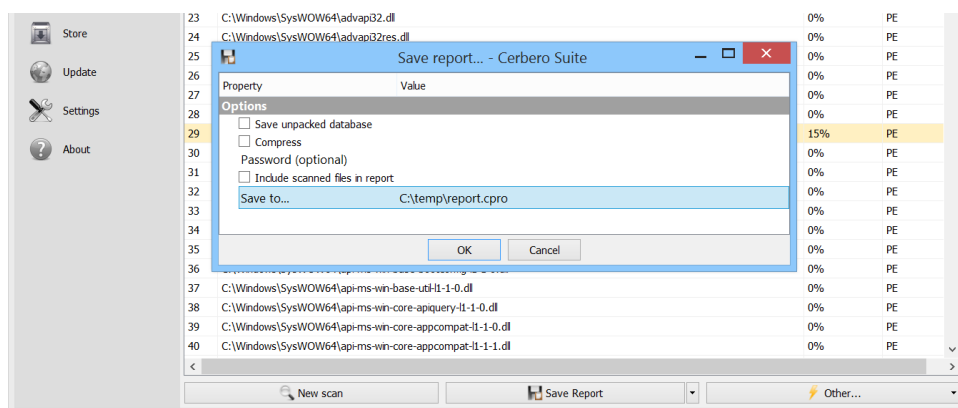 23 C:\Windows\SysWOW64\advapi32.dll 0% PE
Store
24 C:\Windows\SysWOW64\advapi32res.dll 0% PE
25 Save report... - Cerbero Suite 0% PE
Update
26 0% PE
Property Value
27 0% PE
Options
Settings
28 0% PE
Save unpacked database
29 15% PE
Compress
About
30 0% PE
Password (optional)
31 0% PE
Include scanned files in report
32 0% PE
Save to... C:\temp\report.cpro
33 0% PE
34 0% PE
35 OK Cancel 0% PE
36 0% PE
37 C:\Windows\SysWOW64\api-ms-win-base-util-l1-1-0.dll 0% PE
38 C:\Windows\SysWOW64\api-ms-win-core-apiquery-l1-1-0.dll 0% PE
39 C:\Windows\SysWOW64\api-ms-win-core-appcompat-l1-1-0.dll 0% PE
40 C:\Windows\SysWOW64\api-ms-win-core-appcompat-l1-1-1.dll 0% PE
New scan Save Report Other...